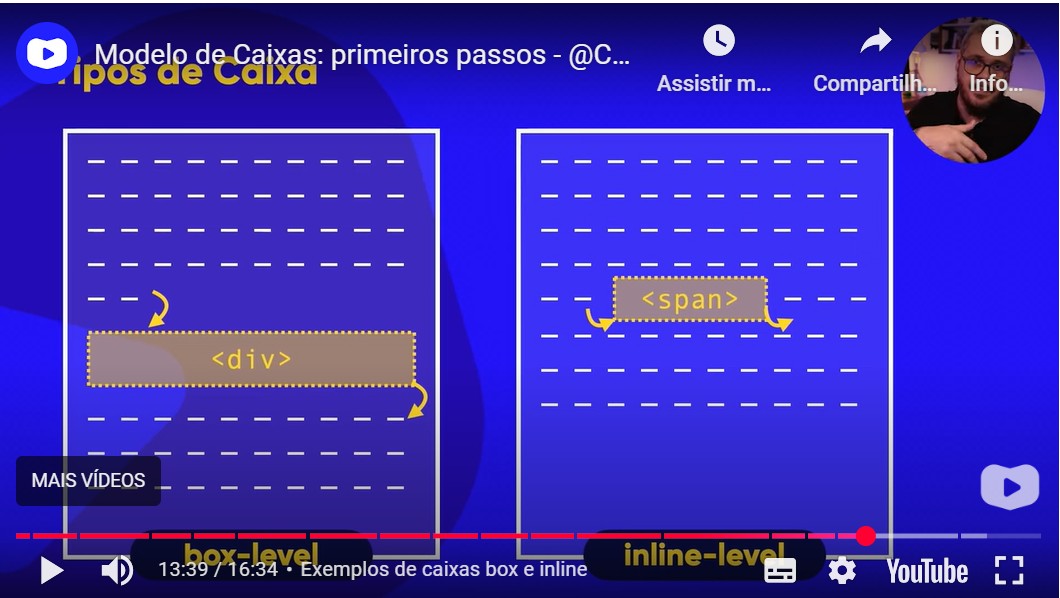 Modelo de Caixas: primeiros passos - @C...
Tipos de Caixa
Assistir m...
Compartilh...
Info...
<div>
<span>
MAIS VÍDEOS
box-level
inline-level
13:39 / 16:34 • Exemplos de caixas box e inline
YouTube